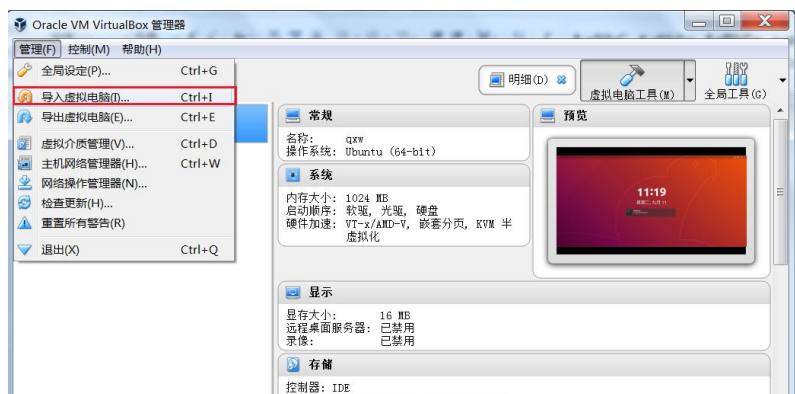 Oracle VM VirtualBox 管理器
管理(F) 控制(M) 帮助(H)
全局设定(P)... Ctrl+G
导入虚拟电脑(I)... Ctrl+I
导出虚拟电脑(E)... Ctrl+E
虚拟介质管理(V)... Ctrl+D
主机网络管理器(H)... Ctrl+W
网络操作管理器(N)...
检查更新(H)...
重置所有警告(R)
退出(X) Ctrl+Q
明细(D)
虚拟电脑工具(M)
全局工具(G)
常规
名称: qxw
操作系统: Ubuntu (64-bit)
系统
内存大小: 1024 MB
启动顺序: 软驱, 光驱, 硬盘
硬件加速: VT-x/AMD-V, 嵌套分页, KVM 半
虚拟化
预览
11:19
显示
显存大小: 16 MB
远程桌面服务器: 已禁用
录像: 已禁用
存储
控制器: IDE